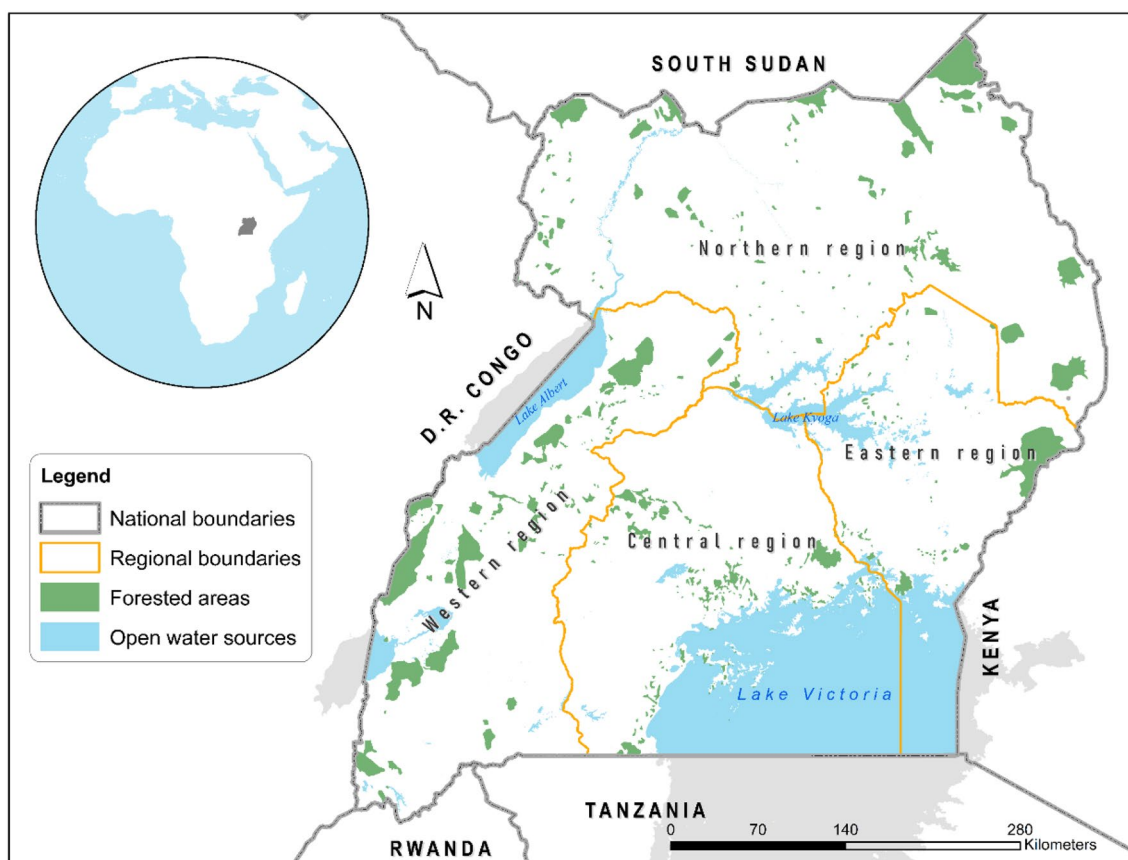 SOUTH SUDAN
Northern region
N
D.R. CONGO
Lake Albert
Lake Kyoga
Eastern region
Legend
National boundaries
Regional boundaries
Forested areas
Open water sources
Western region
Central region
KENYA
Lake Victoria
TANZANIA
RWANDA
0 70 140 280
Kilometers